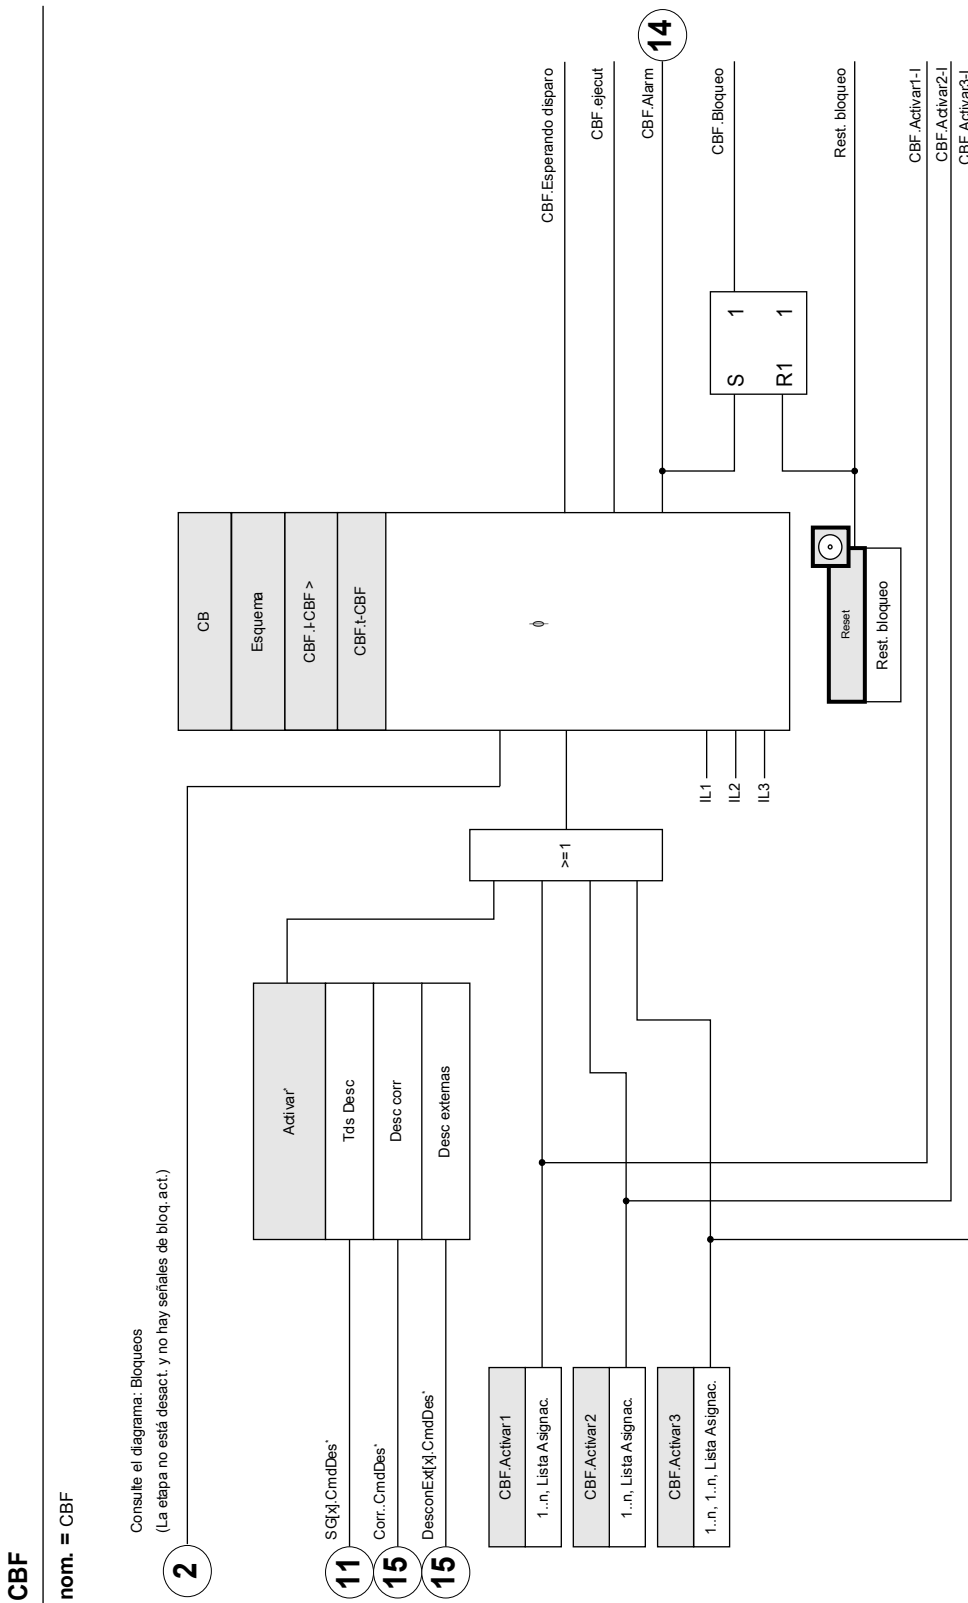 CBF
nom. = CBF
2
Consulte el diagrama: Bloqueos
(La etapa no está desact. y no hay señales de bloq. act.)
11
SG[x].CmdDes*
15
Corr..CmdDes*
15
DesconExt[x].CmdDes*
Activar*
Tds Desc
Desc corr
Desc externas
CBF.Activar1
1..n, Lista Asignac.
CBF.Activar2
1..n, Lista Asignac.
CBF.Activar3
1..n, 1..n, Lista Asignac.
>=1
CB
Esquema
CBF.I-CBF >
CBF.t-CBF
φ
IL1
IL2
IL3
Reset
Rest. bloqueo
S 1
R1 1
CBF.Esperando disparo
CBF.ejecut
CBF.Alarm
14
CBF.Bloqueo
Rest. bloqueo
CBF.Activar1-I
CBF.Activar2-I
CBF.Activar3-I